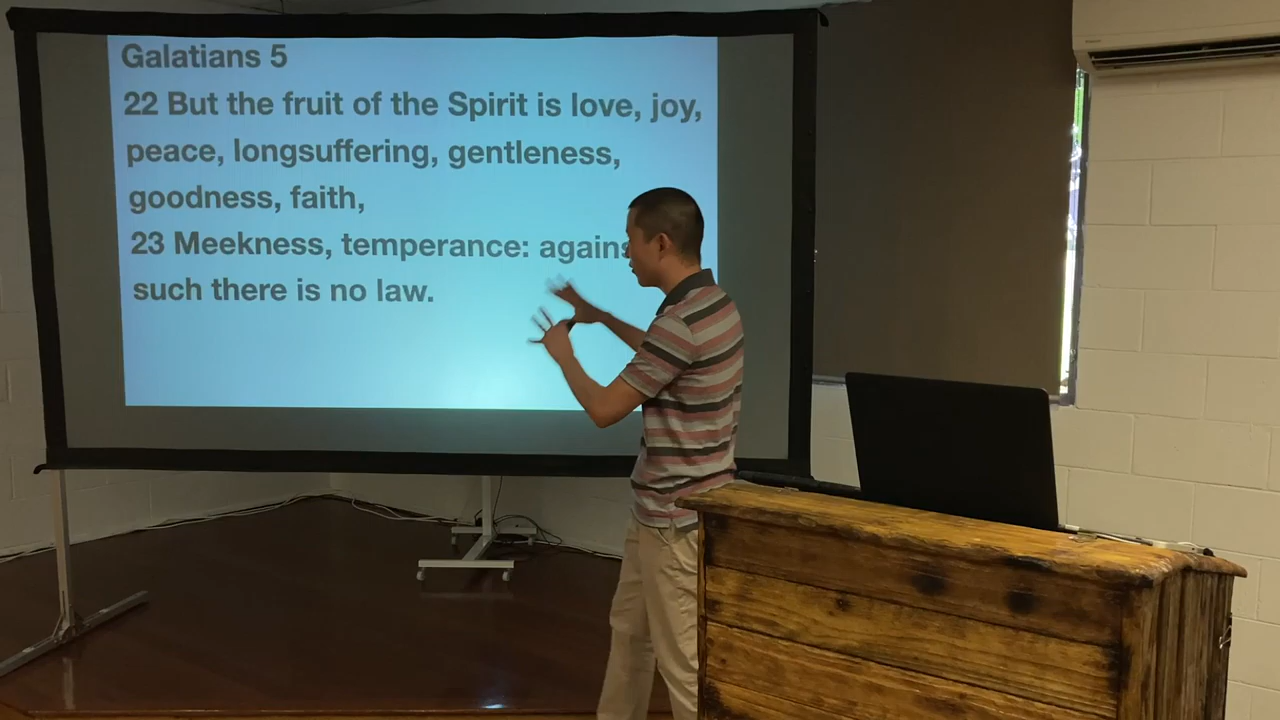 Galatians 5
22 But the fruit of the Spirit is love, joy,
peace, longsuffering, gentleness,
goodness, faith,
23 Meekness, temperance: agains
such there is no law.